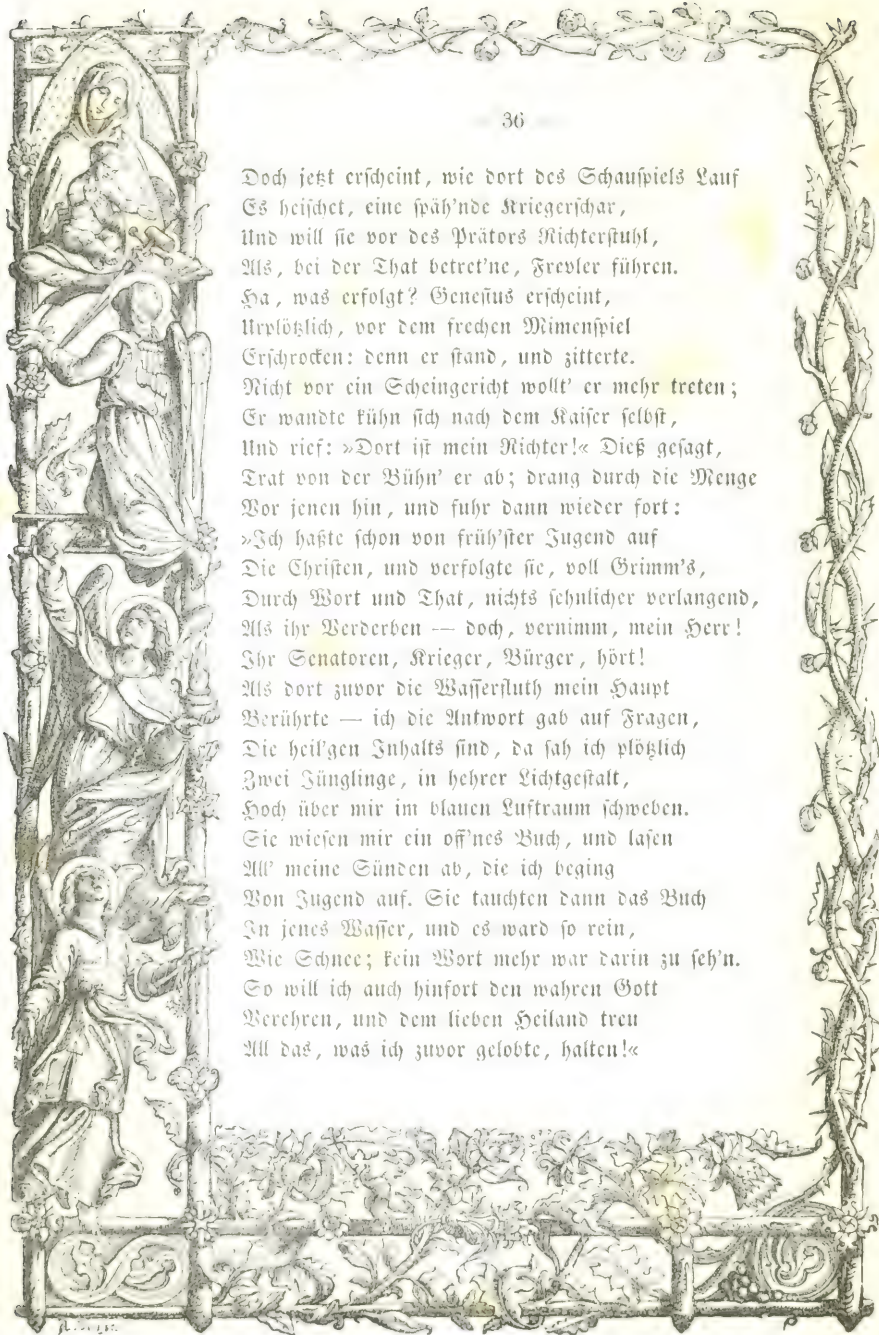 36
Doch jetzt erscheint, wie dort des Schauspiels Lauf
Es heischet, eine späh'nde Kriegerschar,
Und will sie vor des Prätors Richterstuhl,
Als, bei der That betret'ne, Frevler führen.
Ha, was erfolgt? Genesius erscheint,
Urplötzlich, vor dem frechen Mimenspiel
Erschrocken: denn er stand, und zitterte.
Nicht vor ein Scheingericht wollt' er mehr treten;
Er wandte kühn sich nach dem Kaiser selbst,
Und rief: »Dort ist mein Richter!« Dieß gesagt,
Trat von der Bühn' er ab; drang durch die Menge
Vor jenen hin, und fuhr dann wieder fort:
»Ich haßte schon von früh'ster Jugend auf
Die Christen, und verfolgte sie, voll Grimm's,
Durch Wort und That, nichts sehnlicher verlangend,
Als ihr Verderben — doch, vernimm, mein Herr!
Ihr Senatoren, Krieger, Bürger, hört!
Als dort zuvor die Wasserfluth mein Haupt
Berührte — ich die Antwort gab auf Fragen,
Die heil'gen Inhalts sind, da sah ich plötzlich
Zwei Jünglinge, in hehrer Lichtgestalt,
Hoch über mir im blauen Luftraum schweben.
Sie wiesen mir ein off'nes Buch, und lasen
All' meine Sünden ab, die ich beging
Von Jugend auf. Sie tauchten dann das Buch
In jenes Wasser, und es ward so rein,
Wie Schnee; kein Wort mehr war darin zu seh'n.
So will ich auch hinfort den wahren Gott
Verehren, und dem lieben Heiland treu
All das, was ich zuvor gelobte, halten!«